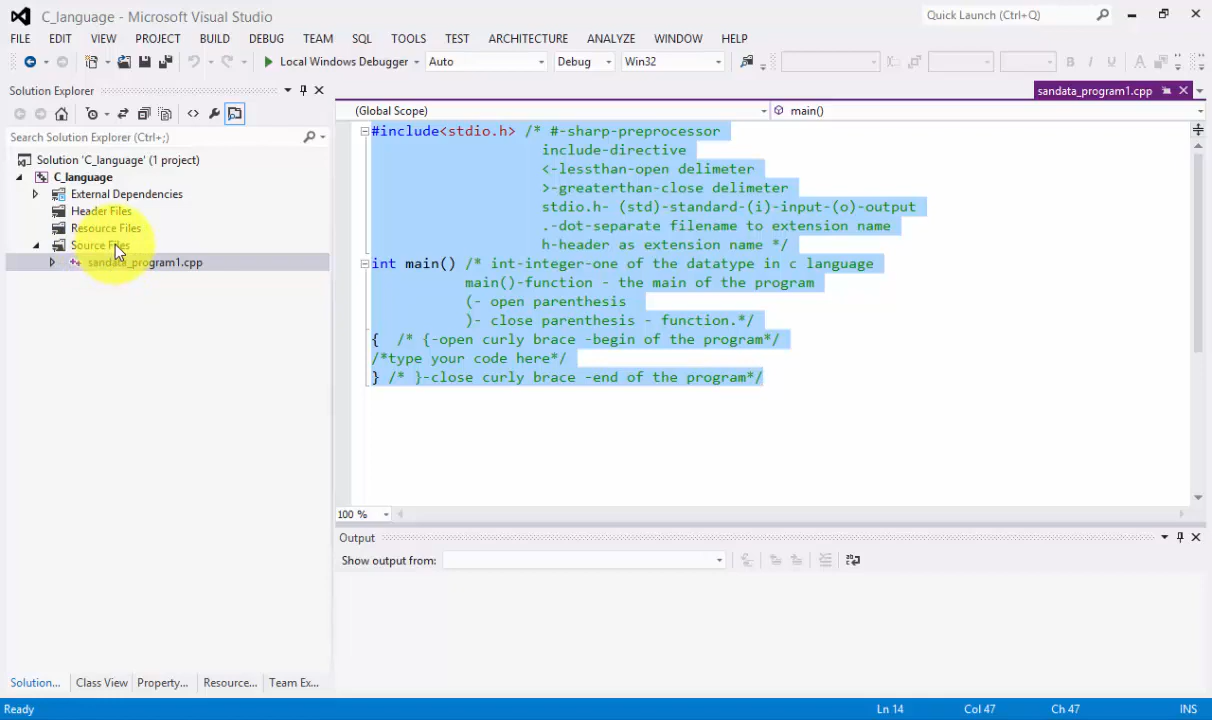 C_language - Microsoft Visual Studio
Quick Launch (Ctrl+Q)
FILE EDIT VIEW PROJECT BUILD DEBUG TEAM SQL TOOLS TEST ARCHITECTURE ANALYZE WINDOW HELP
Local Windows Debugger Auto Debug Win32
Solution Explorer
Search Solution Explorer (Ctrl+;)
Solution 'C_language' (1 project)
C_language
External Dependencies
Header Files
Resource Files
Source Files
sandata_program1.cpp
sandata_program1.cpp
(Global Scope) main()
#include<stdio.h> /* #-sharp-preprocessor
include-directive
<-lessthan-open delimeter
>-greaterthan-close delimeter
stdio.h- (std)-standard-(i)-input-(o)-output
.-dot-separate filename to extension name
h-header as extension name */
int main() /* int-integer-one of the datatype in c language
main()-function - the main of the program
(- open parenthesis
)- close parenthesis - function.*/
{ /* {-open curly brace -begin of the program*/
/*type your code here*/
} /* }-close curly brace -end of the program*/
100 %
Output
Show output from:
Solution... Class View Property... Resource... Team Ex...
Ready Ln 14 Col 47 Ch 47 INS